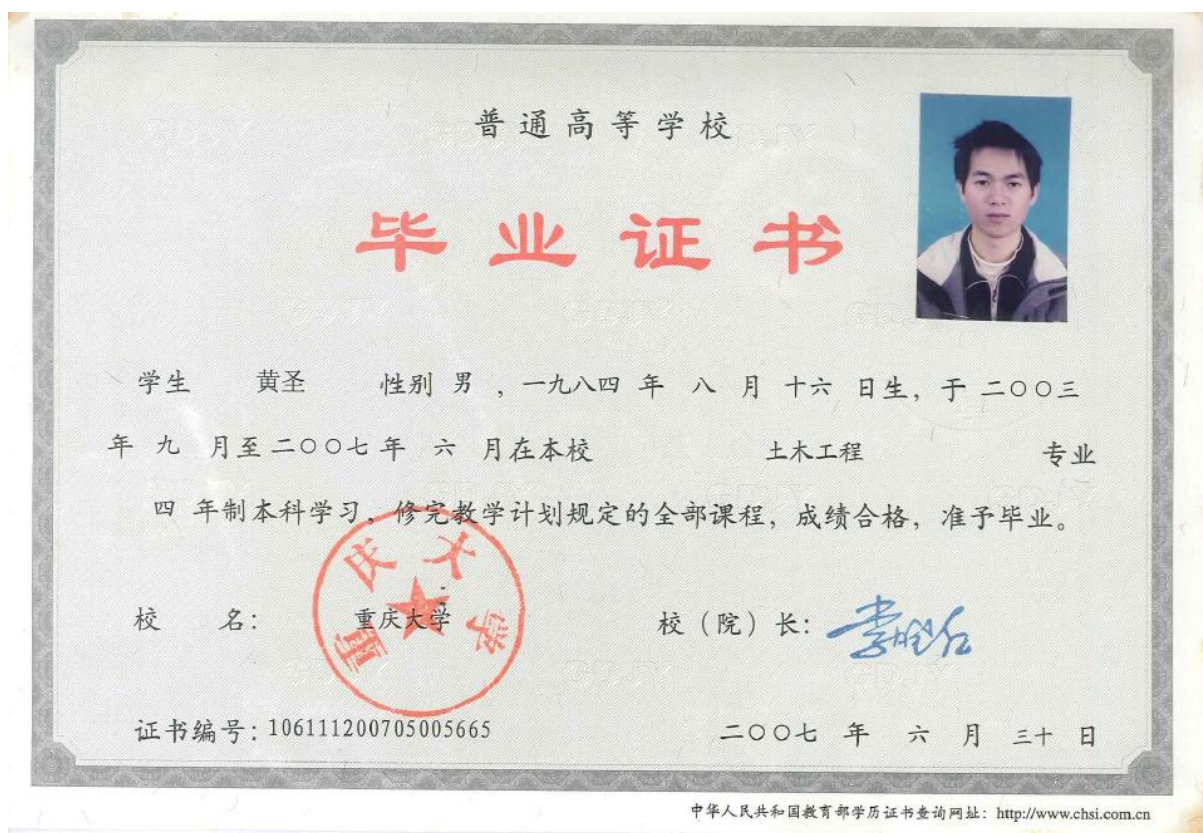 普通高等学校
毕业证书
学生 黄圣 性别 男 ,一九八四 年 八 月 十六 日生,于 二〇〇三
年 九 月至 二〇〇七 年 六 月在本校 土木工程 专业
四 年制本科学习,修完教学计划规定的全部课程,成绩合格,准予毕业。
校 名: 重庆大学 校(院)长:
重庆大学
证书编号:106111200705005665 二〇〇七 年 六 月 三十 日
中华人民共和国教育部学历证书查询网址:http://www.chsi.com.cn